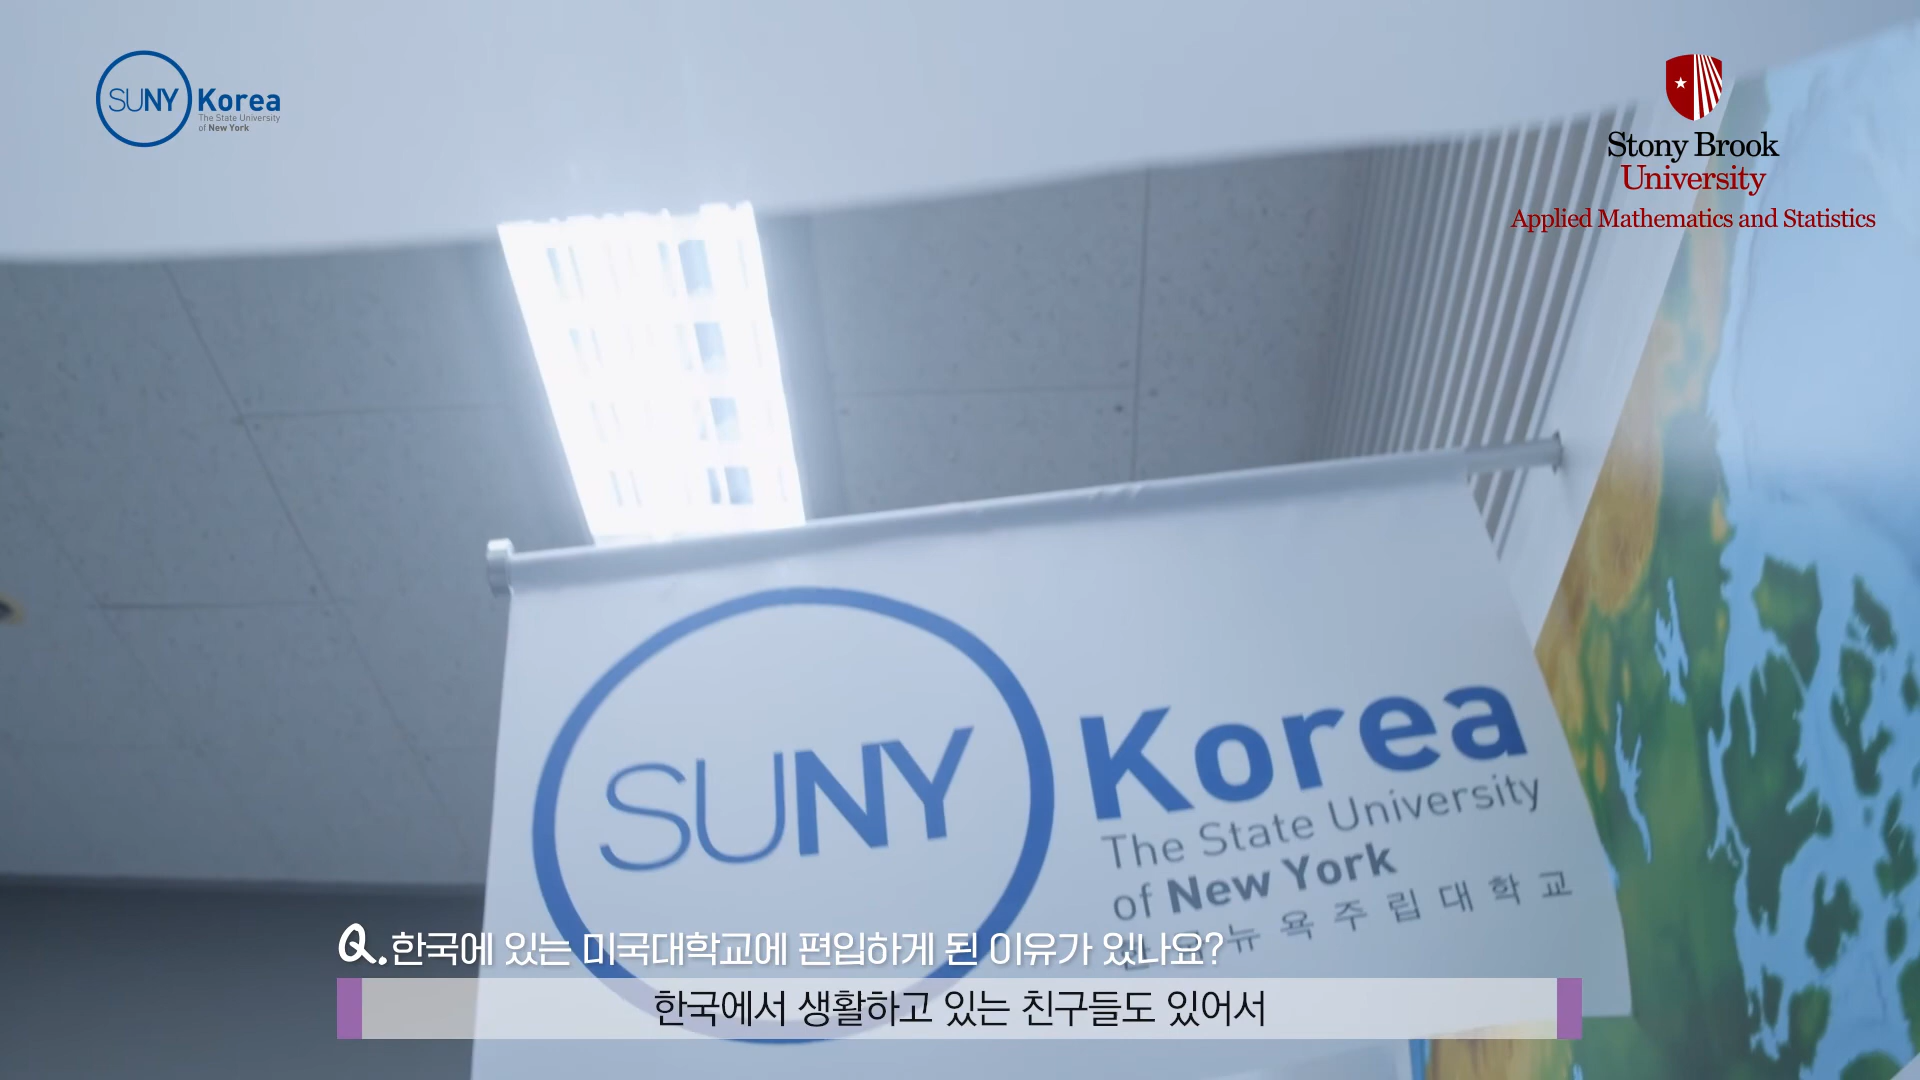 SUNY Korea
The State University
of New York
Stony Brook
University
Applied Mathematics and Statistics
SUNY Korea
The State University
of New York
뉴욕주립대학교
Q. 한국에 있는 미국대학교에 편입하게 된 이유가 있나요?
한국에서 생활하고 있는 친구들도 있어서